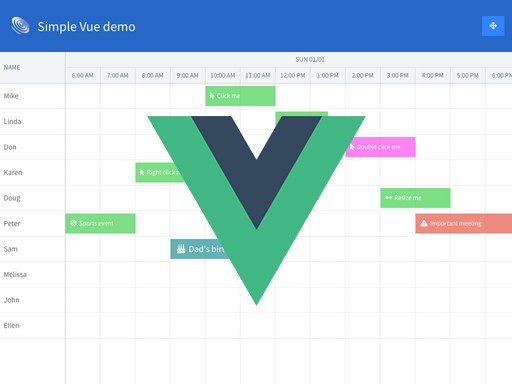 Simple Vue demo
NAME
SUN 01/01
6:00 AM 7:00 AM 8:00 AM 9:00 AM 10:00 AM 11:00 AM 12:00 PM 1:00 PM 2:00 PM 3:00 PM 4:00 PM 5:00 PM 6:00 PM
Mike Click me
Linda
Don Double click me
Karen Right click
Doug Resize me
Peter Sports event Important meeting
Sam Dad's
Melissa
John
Ellen